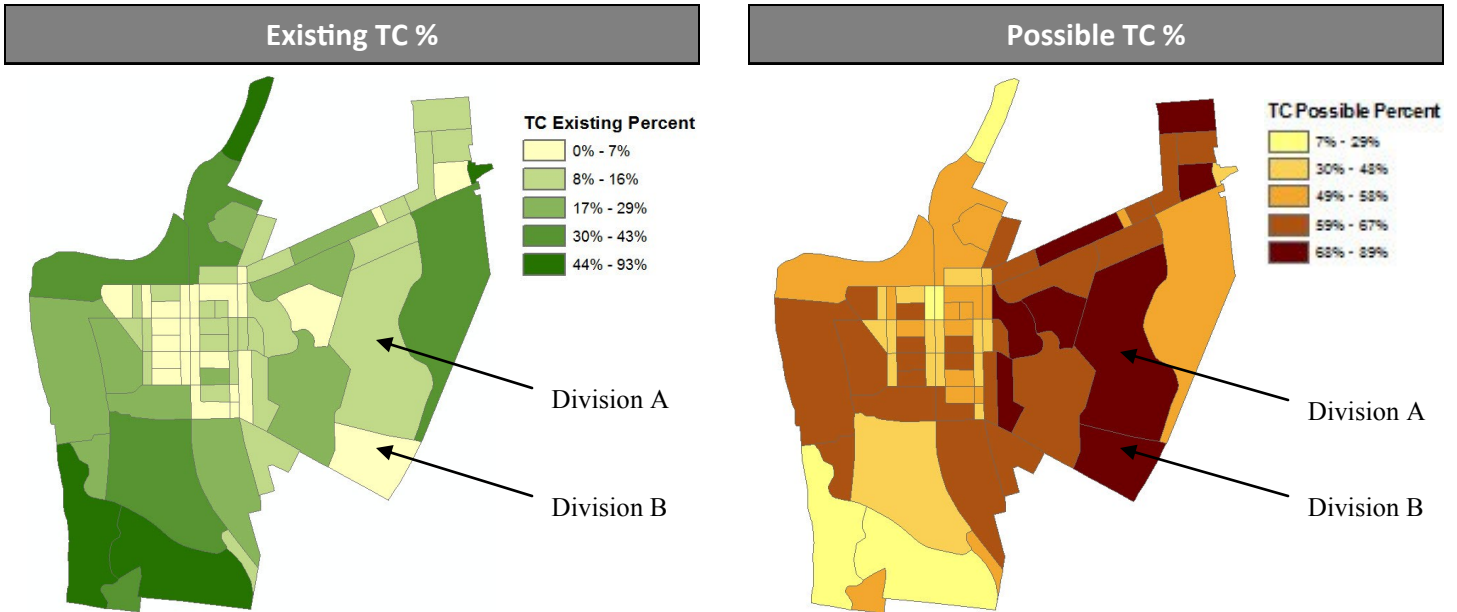 Existing TC %
TC Existing Percent
0% - 7%
8% - 16%
17% - 29%
30% - 43%
44% - 93%
Division A
Division B
Possible TC %
TC Possible Percent
7% - 29%
30% - 48%
49% - 58%
59% - 67%
68% - 89%
Division A
Division B